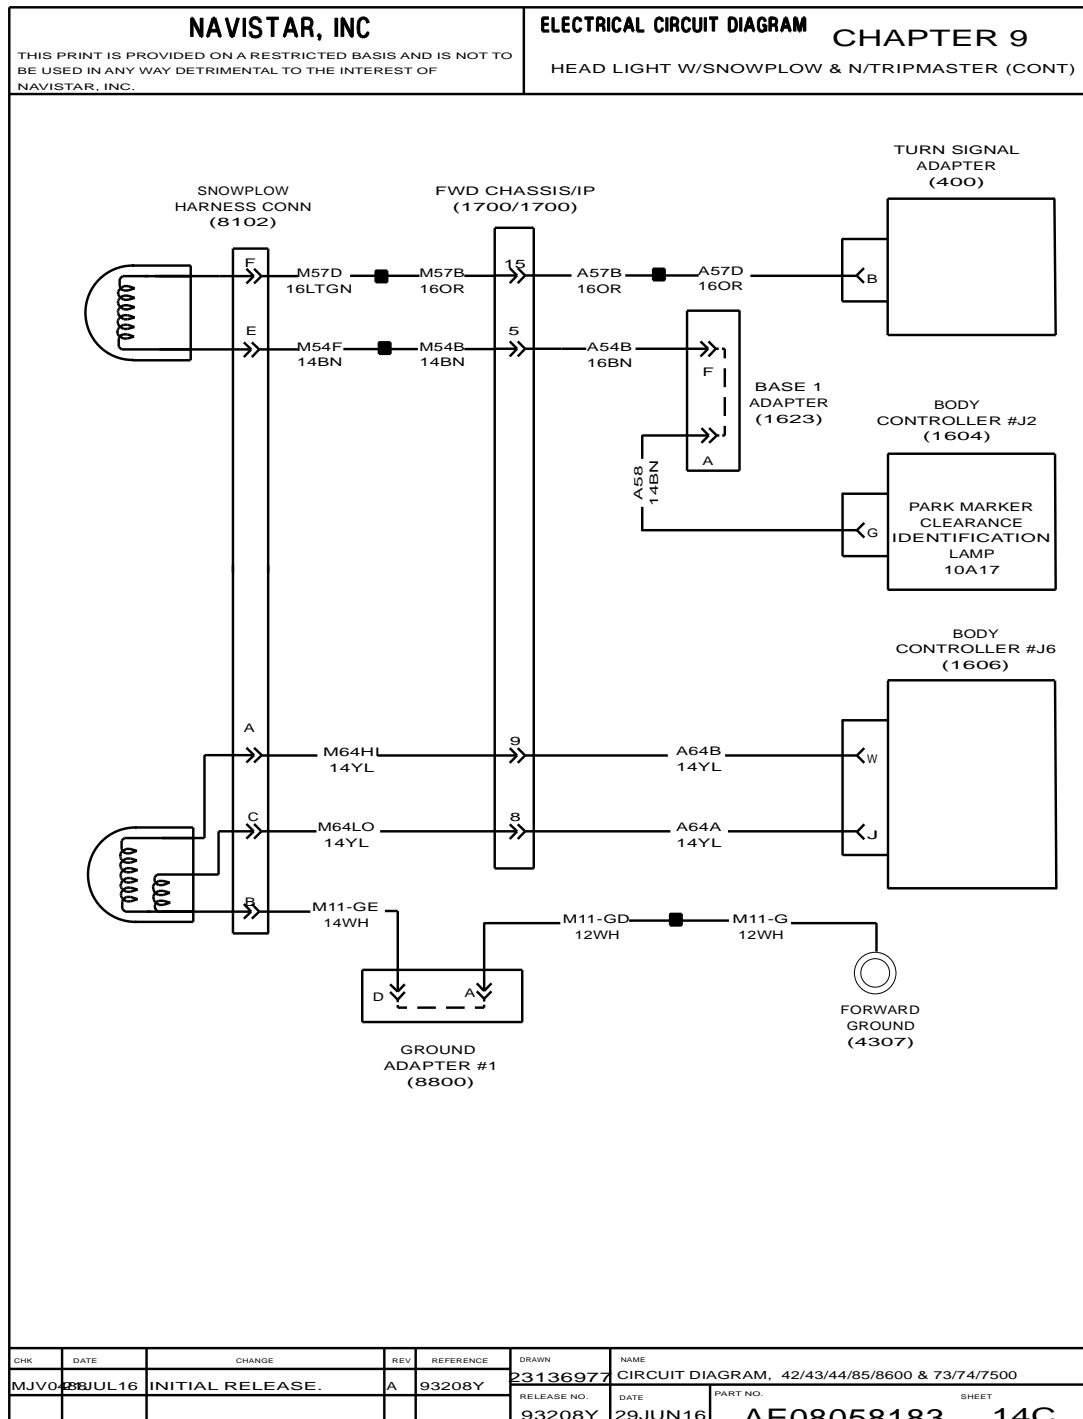 NAVISTAR, INC
THIS PRINT IS PROVIDED ON A RESTRICTED BASIS AND IS NOT TO
BE USED IN ANY WAY DETRIMENTAL TO THE INTEREST OF
NAVISTAR, INC.
ELECTRICAL CIRCUIT DIAGRAM
CHAPTER 9
HEAD LIGHT W/SNOWPLOW & N/TRIPMASTER (CONT)
TURN SIGNAL
ADAPTER
(400)
SNOWPLOW
HARNESS CONN
(8102)
FWD CHASSIS/IP
(1700/1700)
F
M57D
16LTGN
M57B
16OR
15
A57B
16OR
A57D
16OR
B
E
M54F
14BN
M54B
14BN
5
A54B
16BN
F
BASE 1
ADAPTER
(1623)
A
A58
14BN
BODY
CONTROLLER #J2
(1604)
G
PARK MARKER
CLEARANCE
IDENTIFICATION
LAMP
10A17
BODY
CONTROLLER #J6
(1606)
A
M64HI
14YL
9
A64B
14YL
W
C
M64LO
14YL
8
A64A
14YL
J
B
M11-GE
14WH
M11-GD
12WH
M11-G
12WH
D
A
GROUND
ADAPTER #1
(8800)
FORWARD
GROUND
(4307)
CHK DATE CHANGE REV REFERENCE
INITIAL RELEASE. A 93208Y
DRAWN
23136977
NAME
CIRCUIT DIAGRAM, 42/43/44/85/8600 & 73/74/7500
RELEASE NO.
93208Y
DATE
29JUN16
PART NO.
AE08058183
SHEET
14C